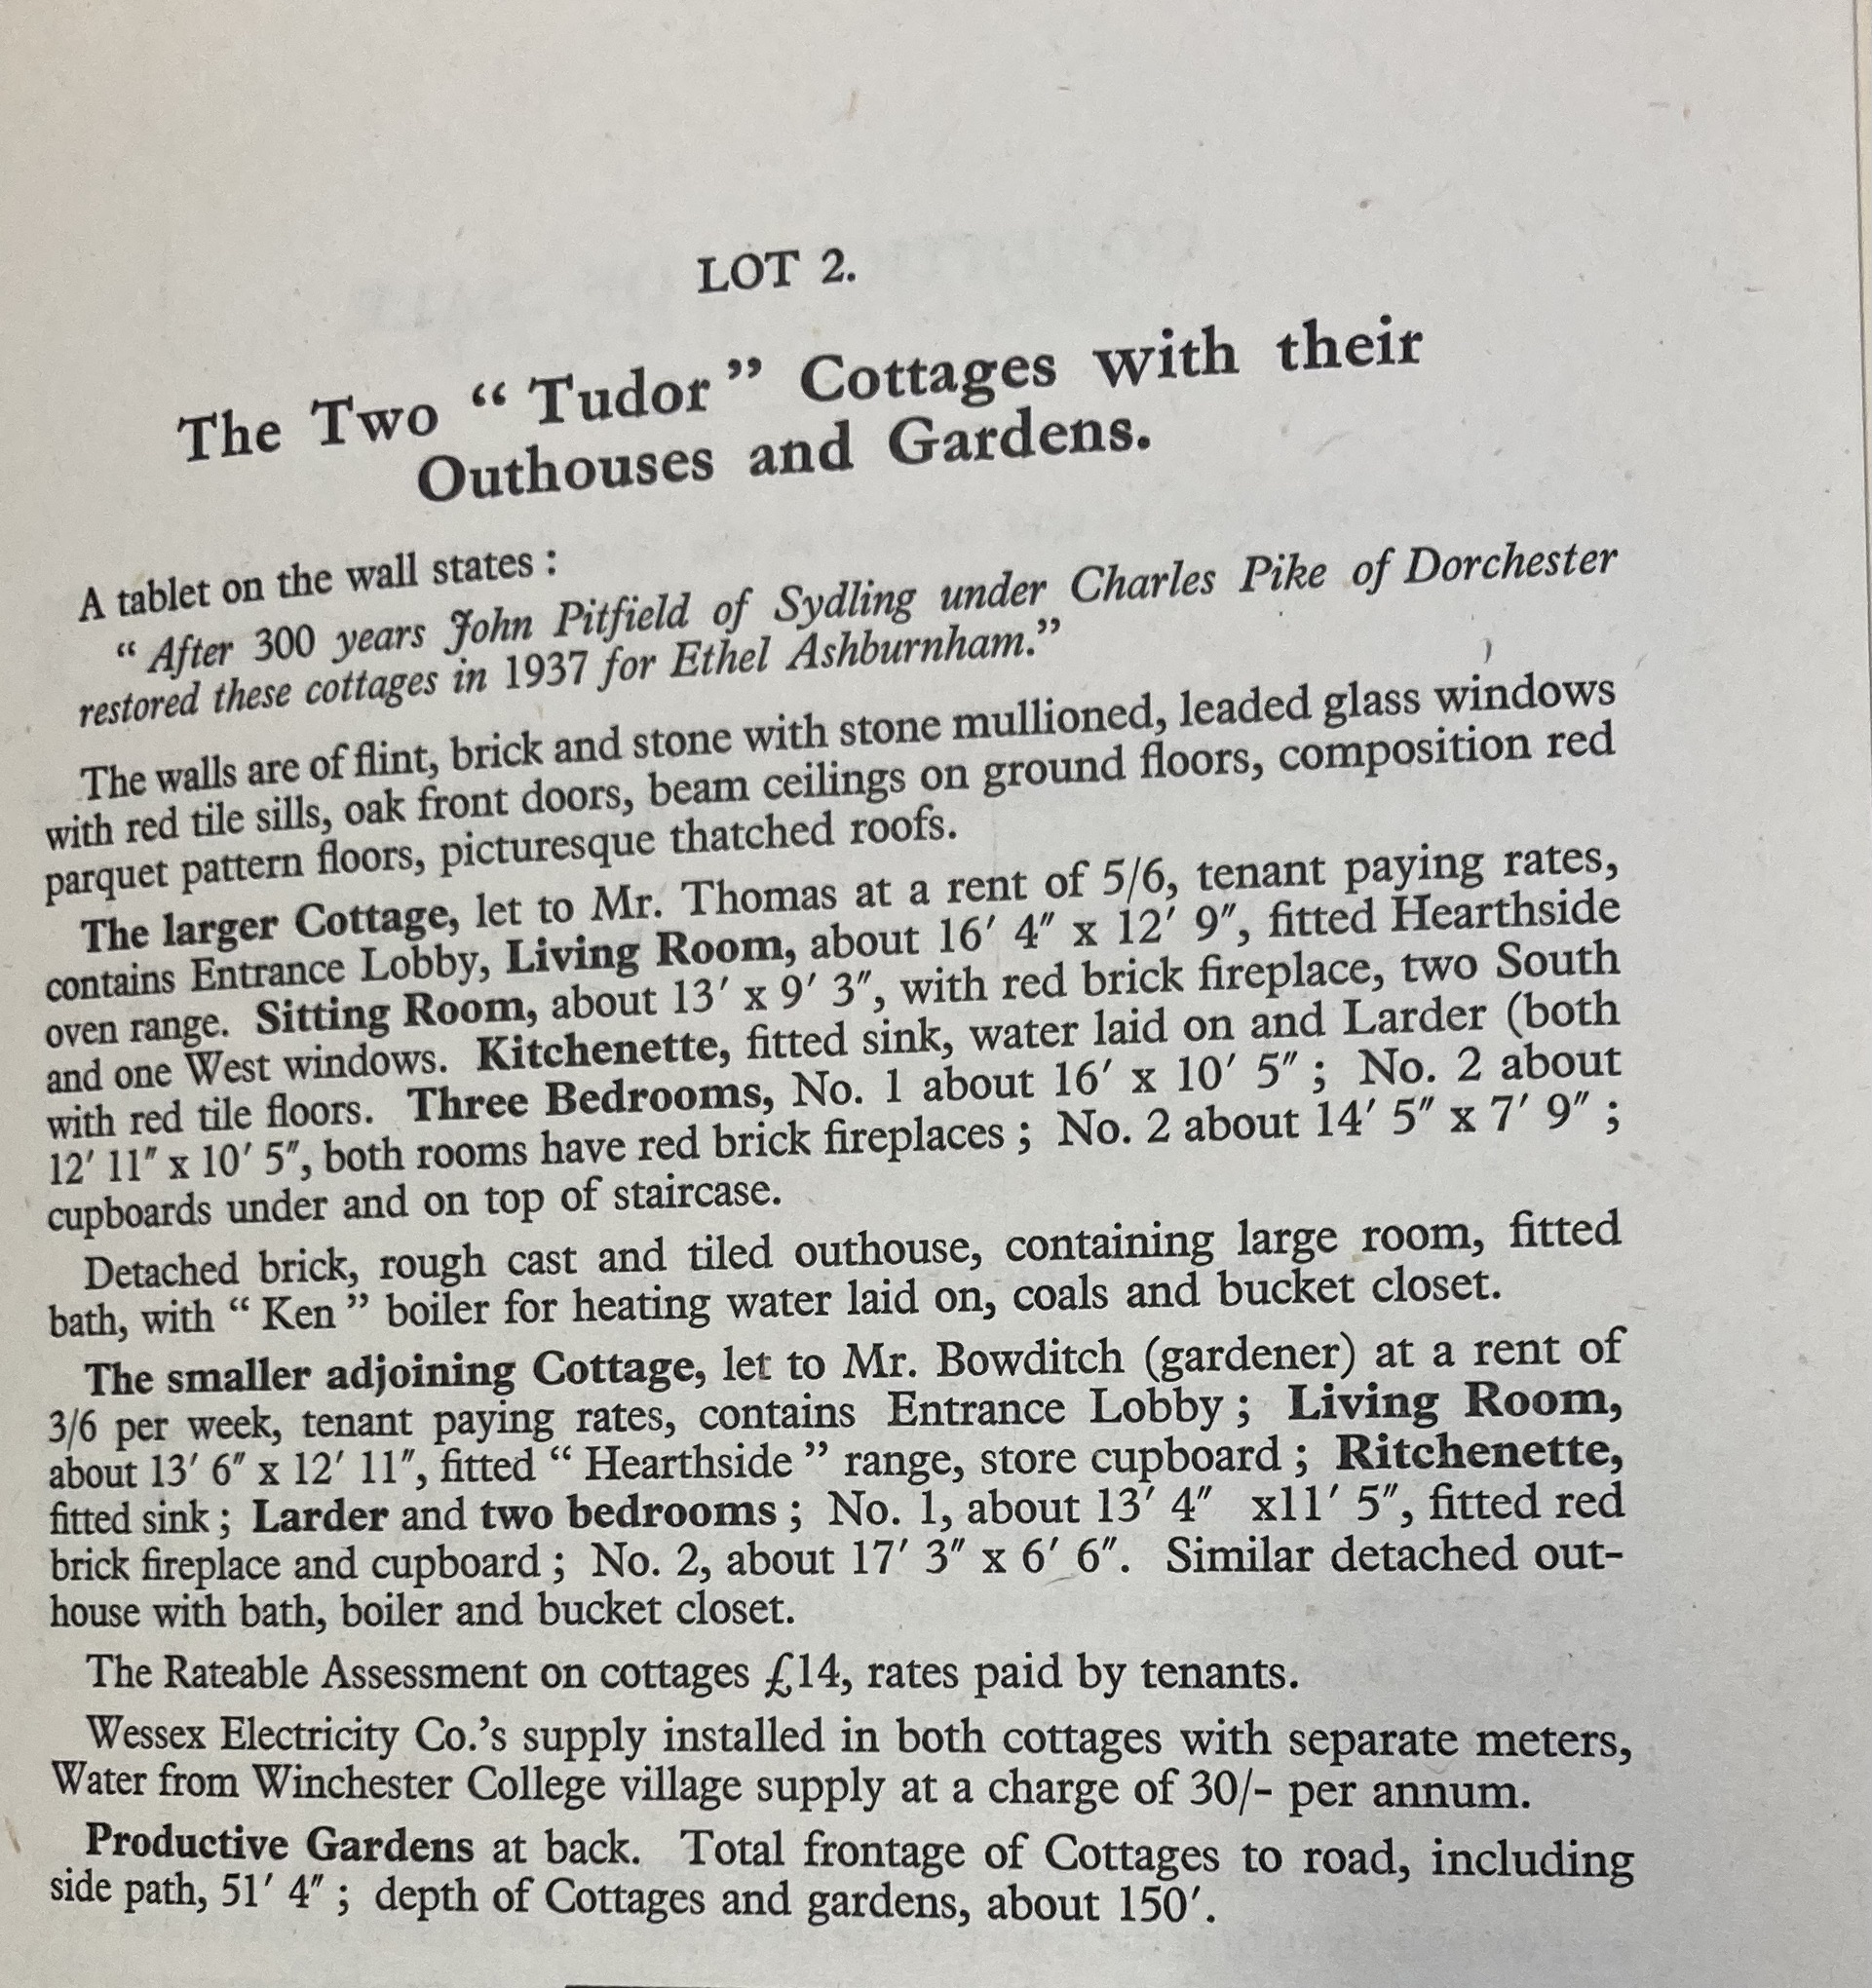 LOT 2.
The Two “ Tudor ” Cottages with their
Outhouses and Gardens.
A tablet on the wall states :
“ After 300 years John Pitfield of Sydling under Charles Pike of Dorchester
restored these cottages in 1937 for Ethel Ashburnham.”
The walls are of flint, brick and stone with stone mullioned, leaded glass windows
with red tile sills, oak front doors, beam ceilings on ground floors, composition red
parquet pattern floors, picturesque thatched roofs.
The larger Cottage, let to Mr. Thomas at a rent of 5/6, tenant paying rates,
contains Entrance Lobby, Living Room, about 16′ 4″ x 12′ 9″, fitted Hearthside
oven range. Sitting Room, about 13′ x 9′ 3″, with red brick fireplace, two South
and one West windows. Kitchenette, fitted sink, water laid on and Larder (both
with red tile floors. Three Bedrooms, No. 1 about 16′ x 10′ 5″ ; No. 2 about
12′ 11″ x 10′ 5″, both rooms have red brick fireplaces ; No. 2 about 14′ 5″ x 7′ 9″ ;
cupboards under and on top of staircase.
Detached brick, rough cast and tiled outhouse, containing large room, fitted
bath, with “ Ken ” boiler for heating water laid on, coals and bucket closet.
The smaller adjoining Cottage, let to Mr. Bowditch (gardener) at a rent of
3/6 per week, tenant paying rates, contains Entrance Lobby ; Living Room,
about 13′ 6″ x 12′ 11″, fitted “ Hearthside ” range, store cupboard ; Ritchenette,
fitted sink ; Larder and two bedrooms ; No. 1, about 13′ 4″ x11′ 5″, fitted red
brick fireplace and cupboard ; No. 2, about 17′ 3″ x 6′ 6″. Similar detached out-
house with bath, boiler and bucket closet.
The Rateable Assessment on cottages £14, rates paid by tenants.
Wessex Electricity Co.’s supply installed in both cottages with separate meters,
Water from Winchester College village supply at a charge of 30/- per annum.
Productive Gardens at back. Total frontage of Cottages to road, including
side path, 51′ 4″ ; depth of Cottages and gardens, about 150′.